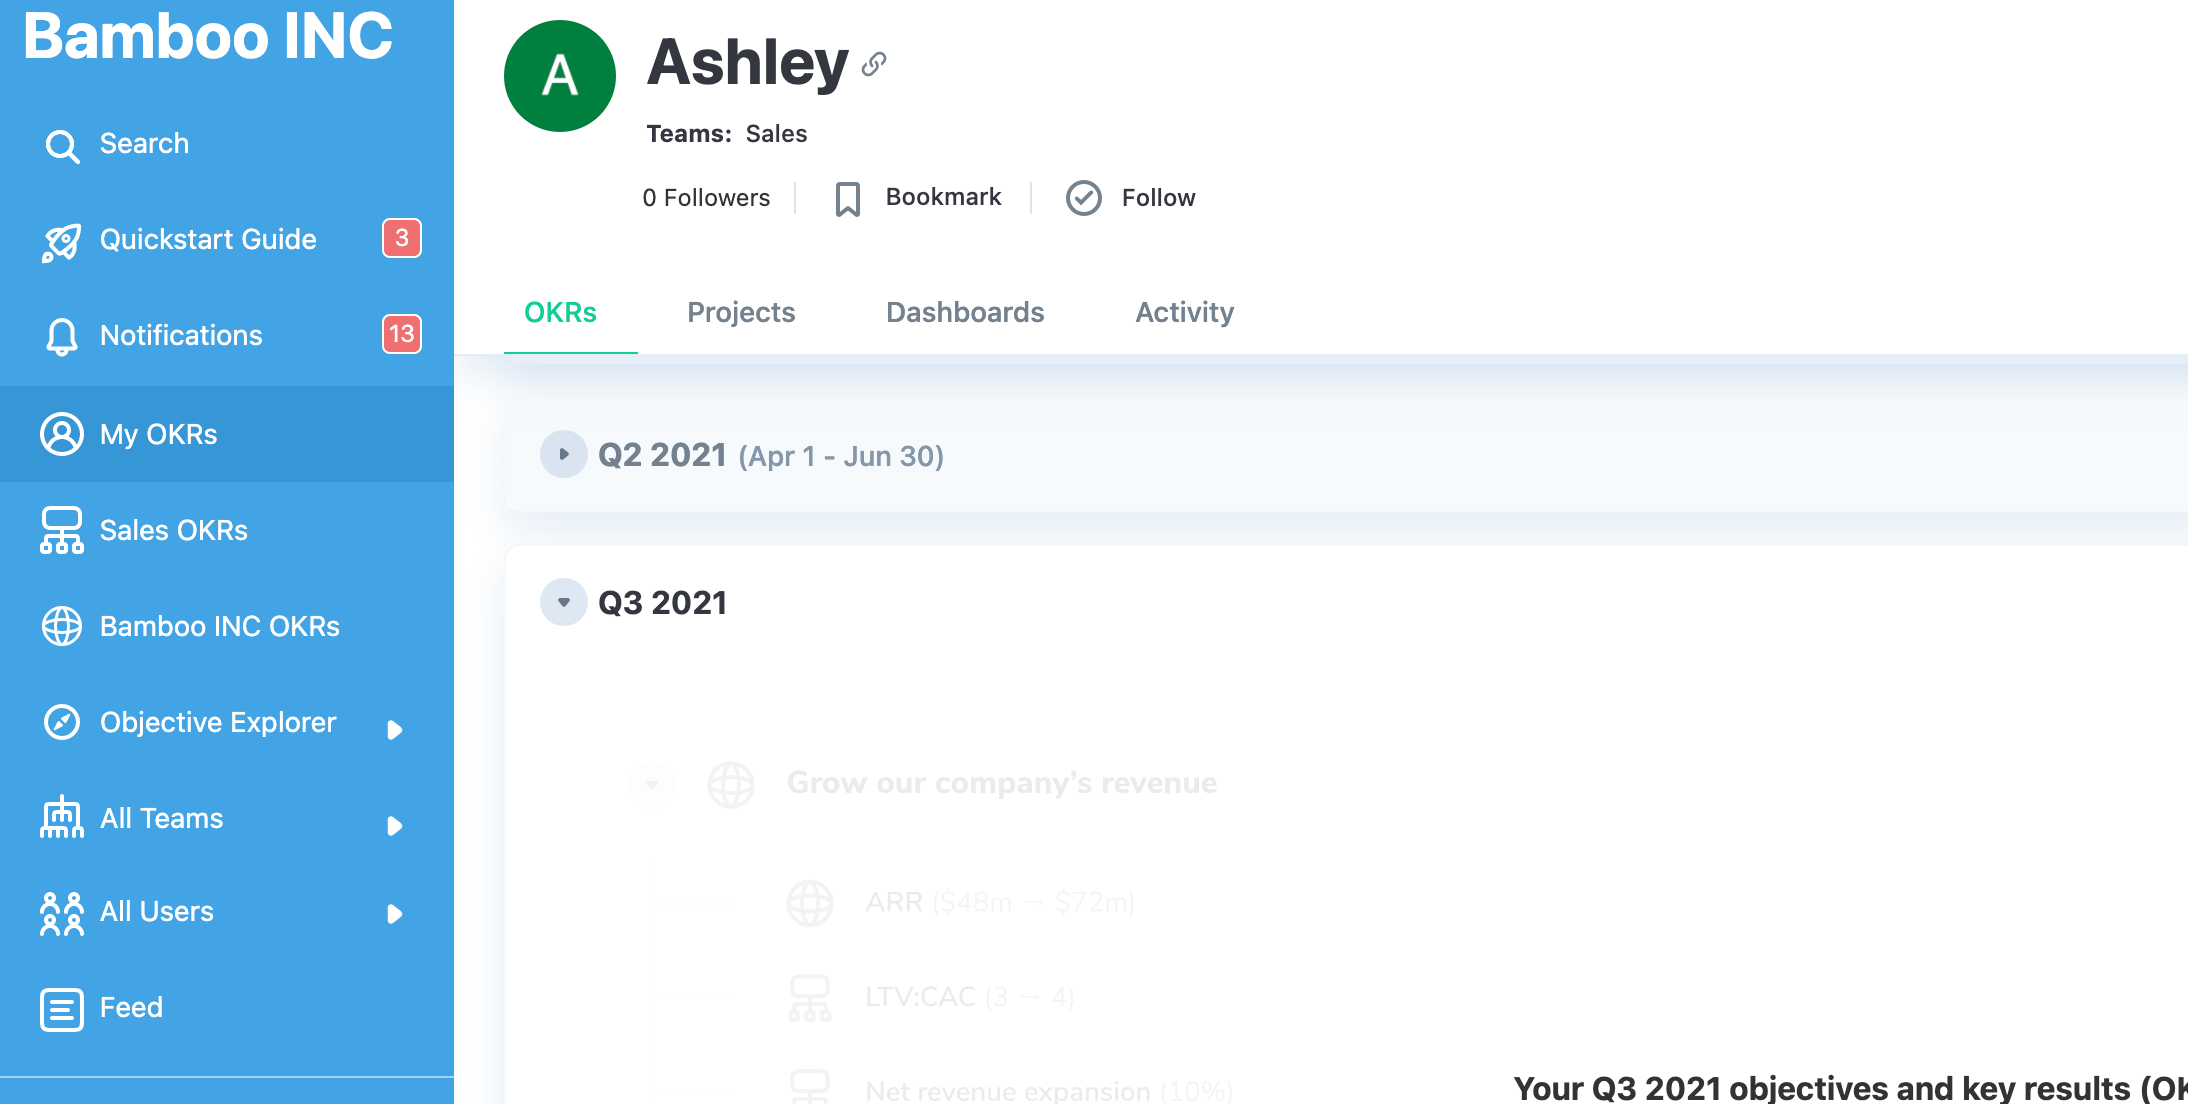 Bamboo INC
Search
Quickstart Guide 3
Notifications 13
My OKRs
Sales OKRs
Bamboo INC OKRs
Objective Explorer
All Teams
All Users
Feed
A
Ashley
Teams: Sales
0 Followers Bookmark Follow
OKRs Projects Dashboards Activity
Q2 2021 (Apr 1 - Jun 30)
Q3 2021
Grow our company’s revenue
ARR ($48m → $72m)
LTV:CAC (3 → 4)
Net revenue expansion (10%)
Your Q3 2021 objectives and key results (OK